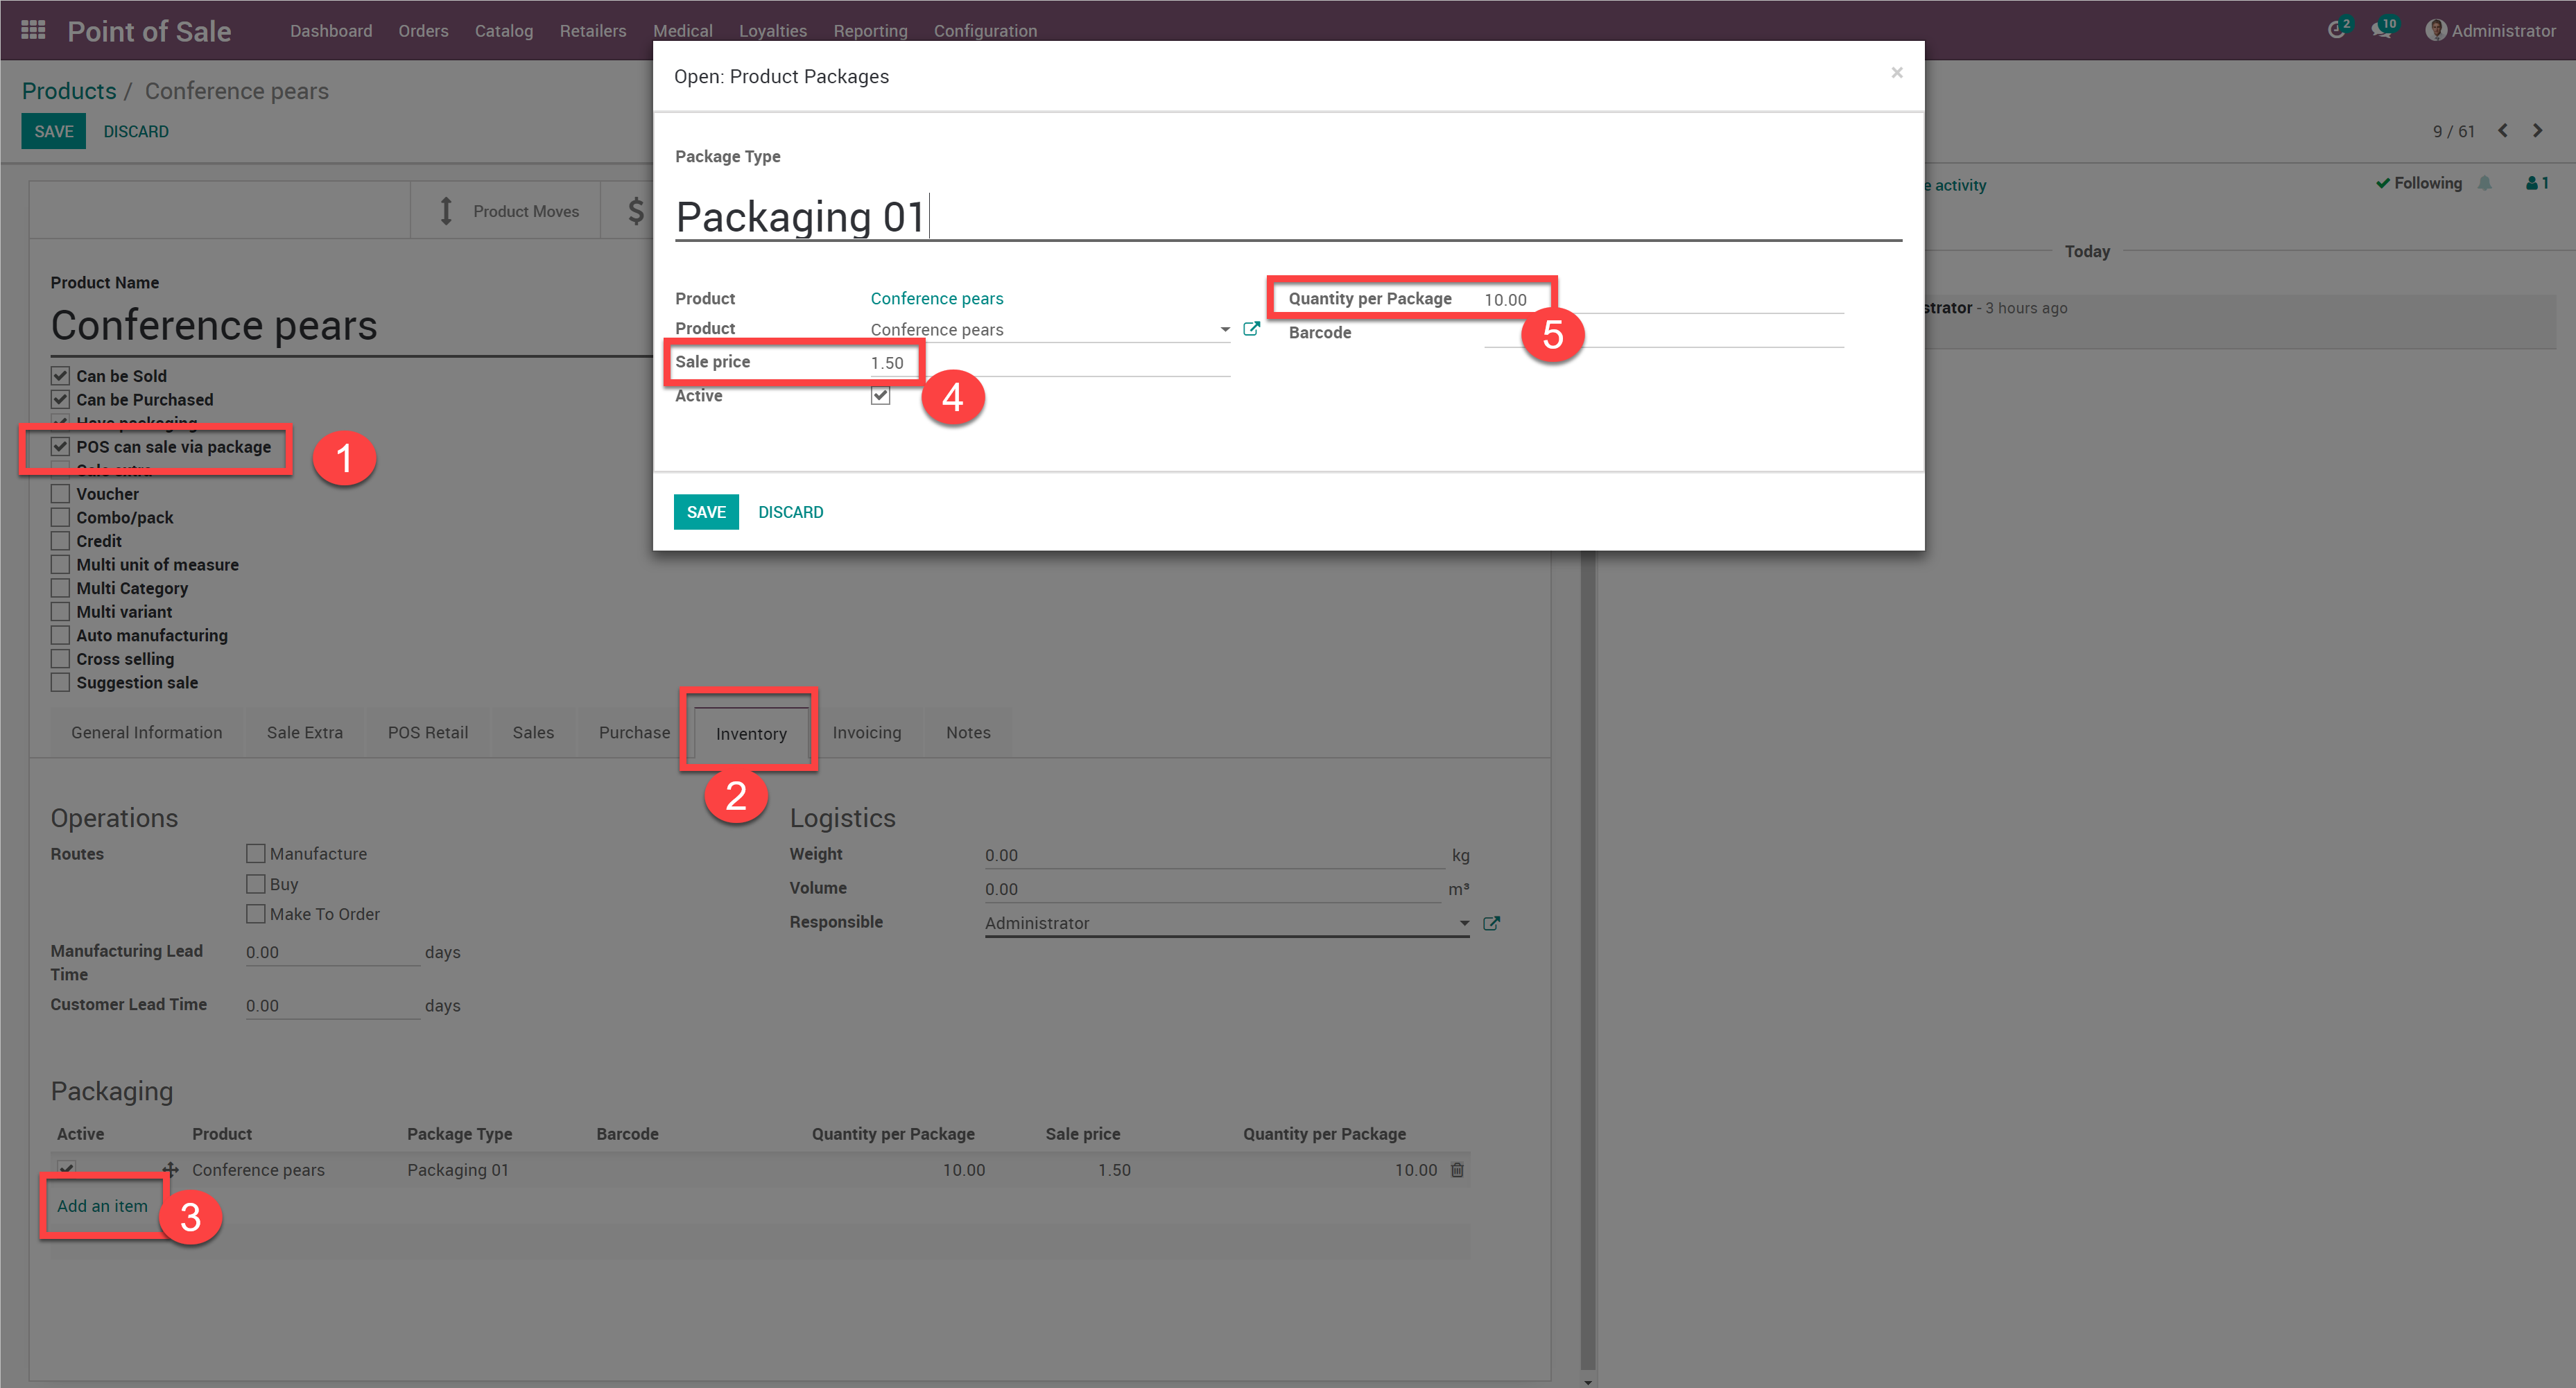 Point of Sale Dashboard Orders Catalog Retailers Medical Loyalties Reporting Configuration 2 10 Administrator
Products / Conference pears
SAVE DISCARD
9 / 61
Open: Product Packages ×
Package Type
Packaging 01
Product Conference pears
Product Conference pears
Sale price 1.50
Active
Quantity per Package 10.00
Barcode
4
5
SAVE DISCARD
Product Moves $
e activity
Following 1
Today
strator - 3 hours ago
Product Name
Conference pears
Can be Sold
Can be Purchased
Have packaging
POS can sale via package
1
Sale extra
Voucher
Combo/pack
Credit
Multi unit of measure
Multi Category
Multi variant
Auto manufacturing
Cross selling
Suggestion sale
General Information Sale Extra POS Retail Sales Purchase Inventory Invoicing Notes
2
Operations
Routes Manufacture
Buy
Make To Order
Manufacturing Lead Time 0.00 days
Customer Lead Time 0.00 days
Logistics
Weight 0.00 kg
Volume 0.00 m³
Responsible Administrator
Packaging
Active Product Package Type Barcode Quantity per Package Sale price Quantity per Package
Conference pears Packaging 01 10.00 1.50 10.00
Add an item
3